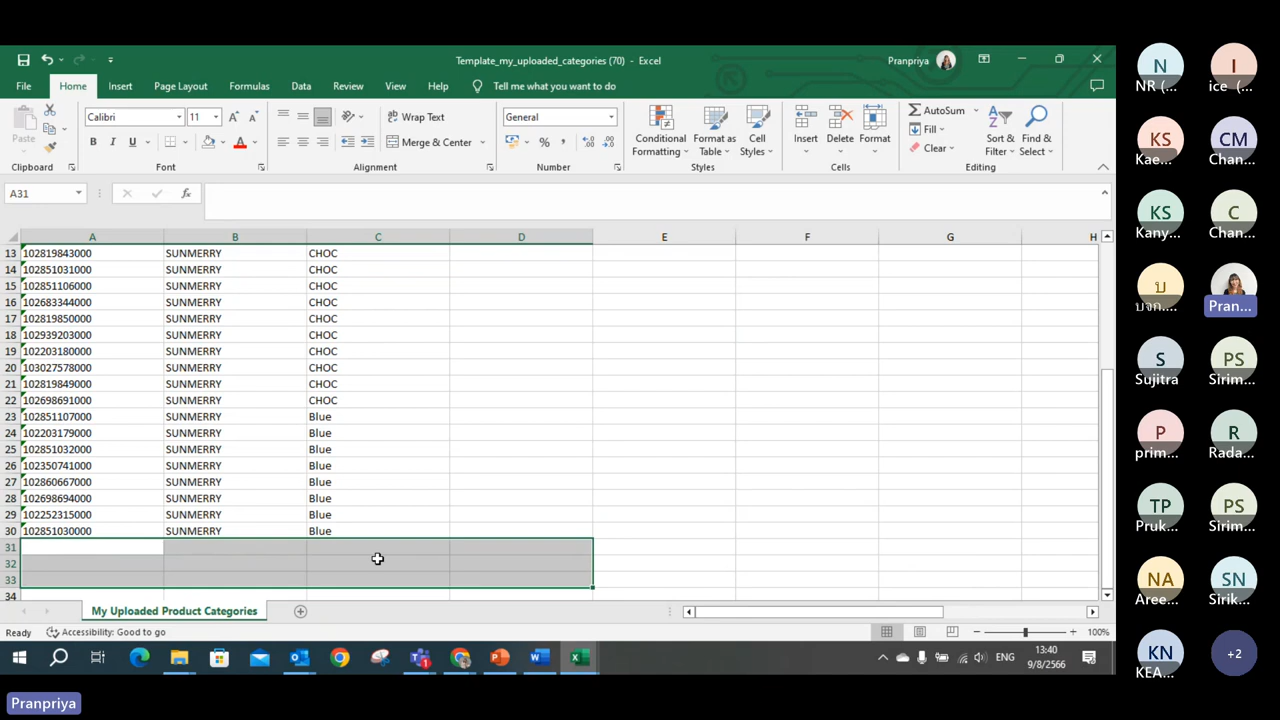 Template_my_uploaded_categories (70) - Excel
Pranpriya
File Home Insert Page Layout Formulas Data Review View Help Tell me what you want to do
Paste
Calibri 11
Wrap Text
General
AutoSum
Fill
Clear
B I U
Merge & Center
Conditional Formatting
Format as Table
Cell Styles
Insert
Delete
Format
Sort & Filter
Find & Select
Clipboard Font Alignment Number Styles Cells Editing
A31
fx
A B C D E F G H
13 102819843000 SUNMERRY CHOC
14 102851031000 SUNMERRY CHOC
15 102851106000 SUNMERRY CHOC
16 102683344000 SUNMERRY CHOC
17 102819850000 SUNMERRY CHOC
18 102939203000 SUNMERRY CHOC
19 102203180000 SUNMERRY CHOC
20 103027578000 SUNMERRY CHOC
21 102819849000 SUNMERRY CHOC
22 102698691000 SUNMERRY CHOC
23 102851107000 SUNMERRY Blue
24 102203179000 SUNMERRY Blue
25 102851032000 SUNMERRY Blue
26 102350741000 SUNMERRY Blue
27 102860667000 SUNMERRY Blue
28 102698694000 SUNMERRY Blue
29 102252315000 SUNMERRY Blue
30 102851030000 SUNMERRY Blue
31
32
33
34
My Uploaded Product Categories
Ready Accessibility: Good to go 100%
ENG
13:40
9/8/2566
Pranpriya
N I
NR (... ice (...
KS CM
Kae... Chan...
KS C
Kany... Chan...
บ
บจก.... Pran...
S PS
Sujitra Sirim...
P R
prim... Rada...
TP PS
Pruk... Sirim...
NA SN
Aree... Sirik...
KN +2
KEA...